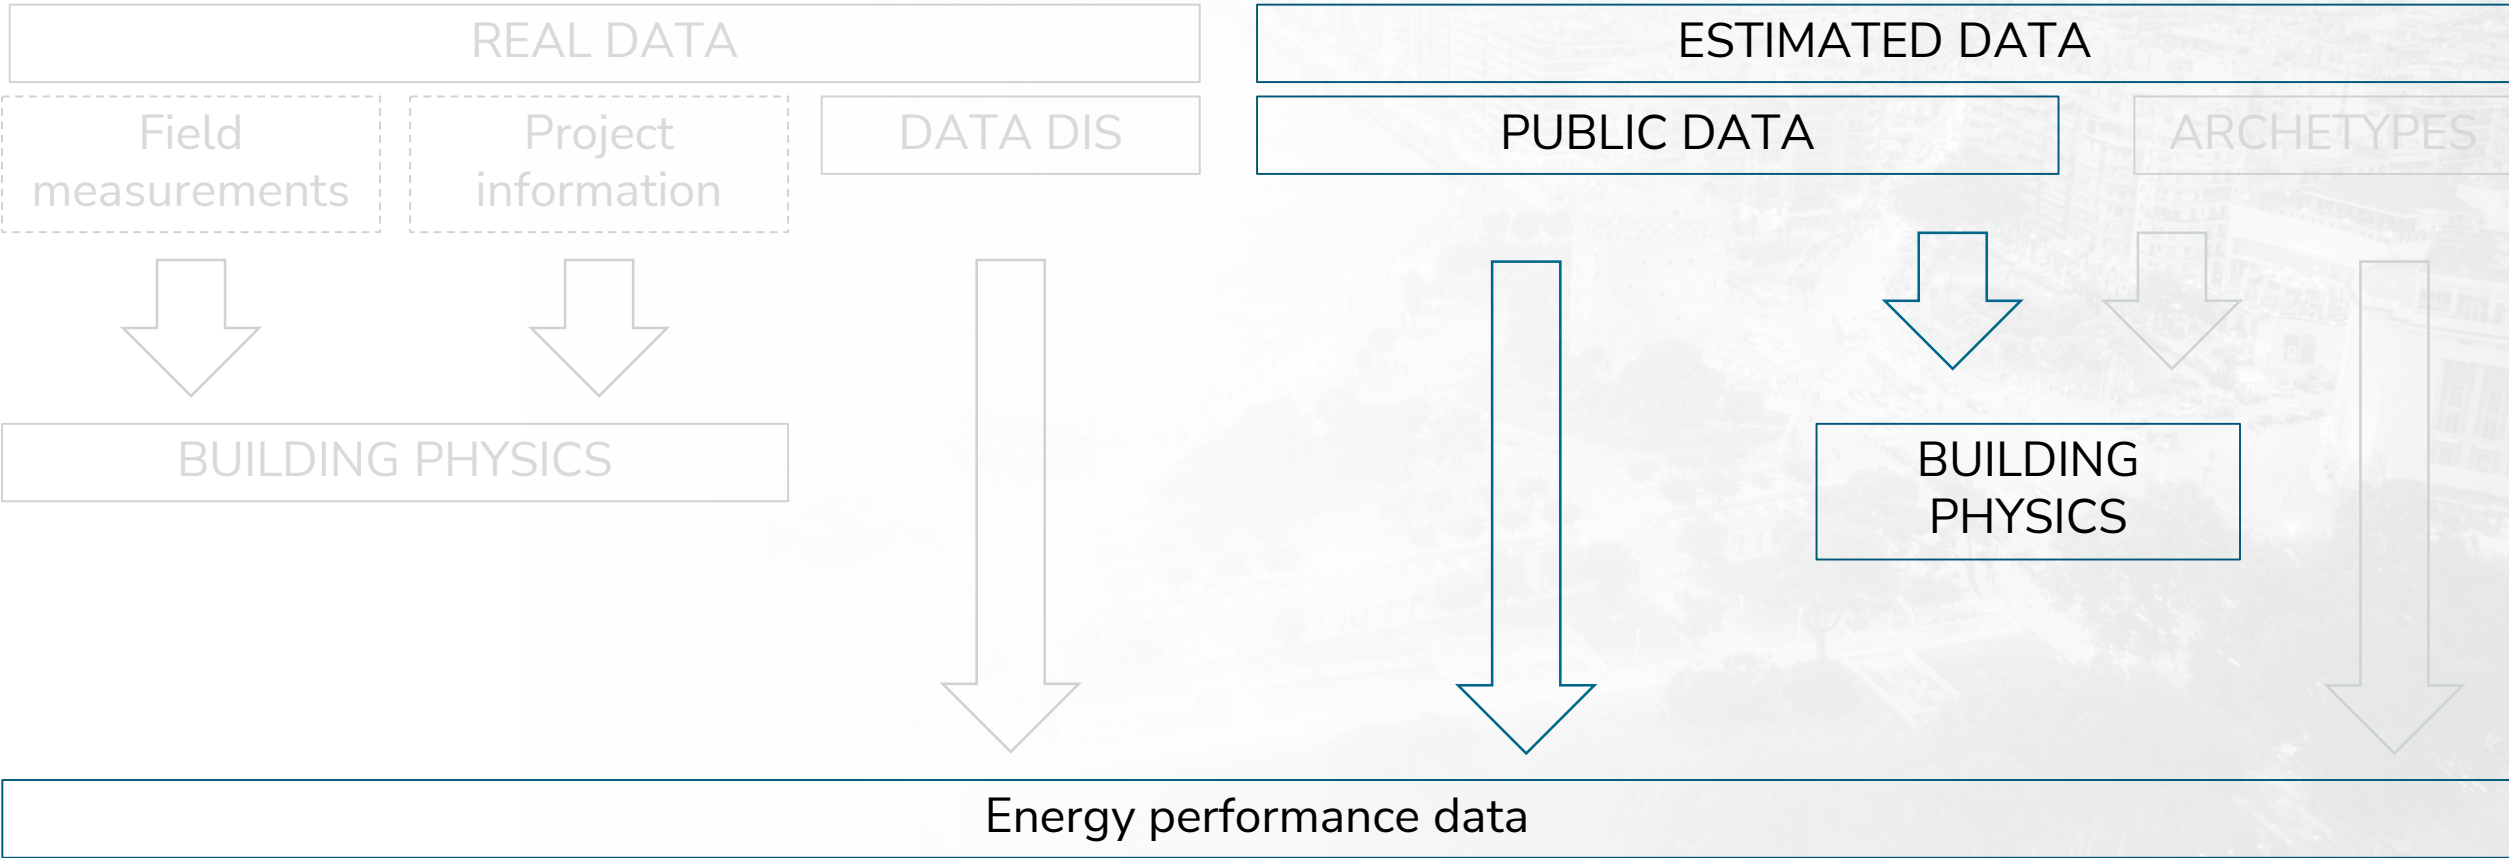 REAL DATA
ESTIMATED DATA
Field
measurements
Project
information
DATA DIS
PUBLIC DATA
ARCHETYPES
BUILDING PHYSICS
BUILDING
PHYSICS
Energy performance data